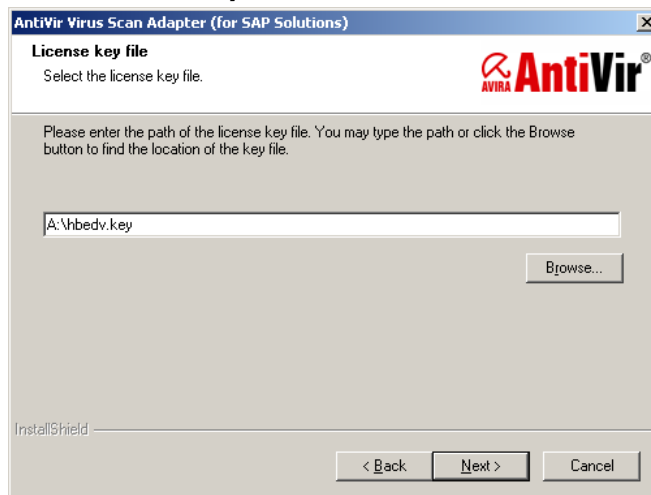 AntiVir Virus Scan Adapter (for SAP Solutions)
License key file
Select the license key file.
AVIRA AntiVir®
Please enter the path of the license key file. You may type the path or click the Browse
button to find the location of the key file.
A:\hbedv.key
Browse...
InstallShield
< Back Next > Cancel